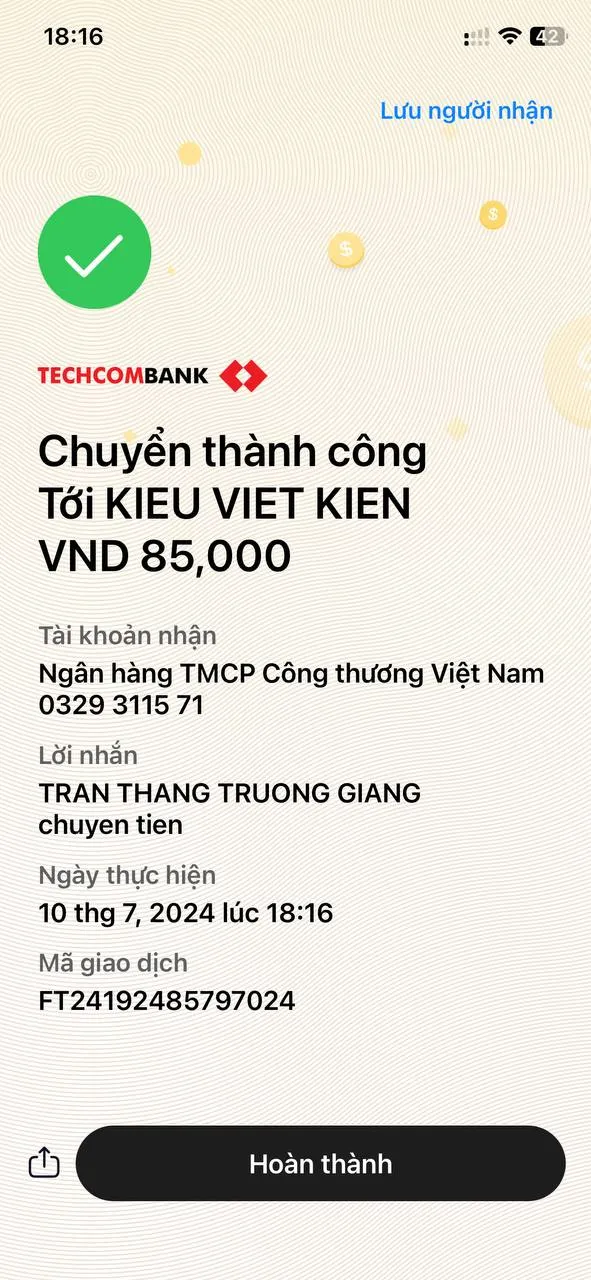 18:16
42
Lưu người nhận
$
$
TECHCOMBANK
Chuyển thành công
Tới KIEU VIET KIEN
VND 85,000
Tài khoản nhận
Ngân hàng TMCP Công thương Việt Nam
0329 3115 71
Lời nhắn
TRAN THANG TRUONG GIANG
chuyen tien
Ngày thực hiện
10 thg 7, 2024 lúc 18:16
Mã giao dịch
FT24192485797024
Hoàn thành